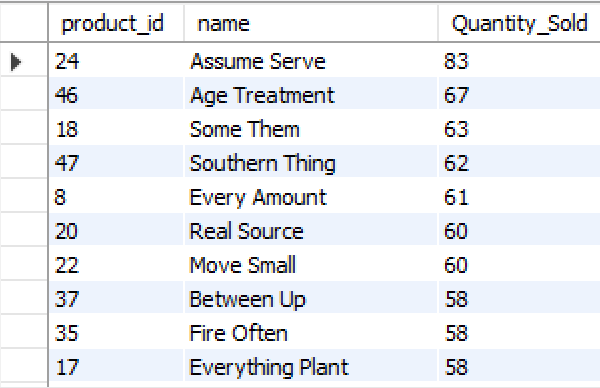 product_id name Quantity_Sold
24 Assume Serve 83
46 Age Treatment 67
18 Some Them 63
47 Southern Thing 62
8 Every Amount 61
20 Real Source 60
22 Move Small 60
37 Between Up 58
35 Fire Often 58
17 Everything Plant 58